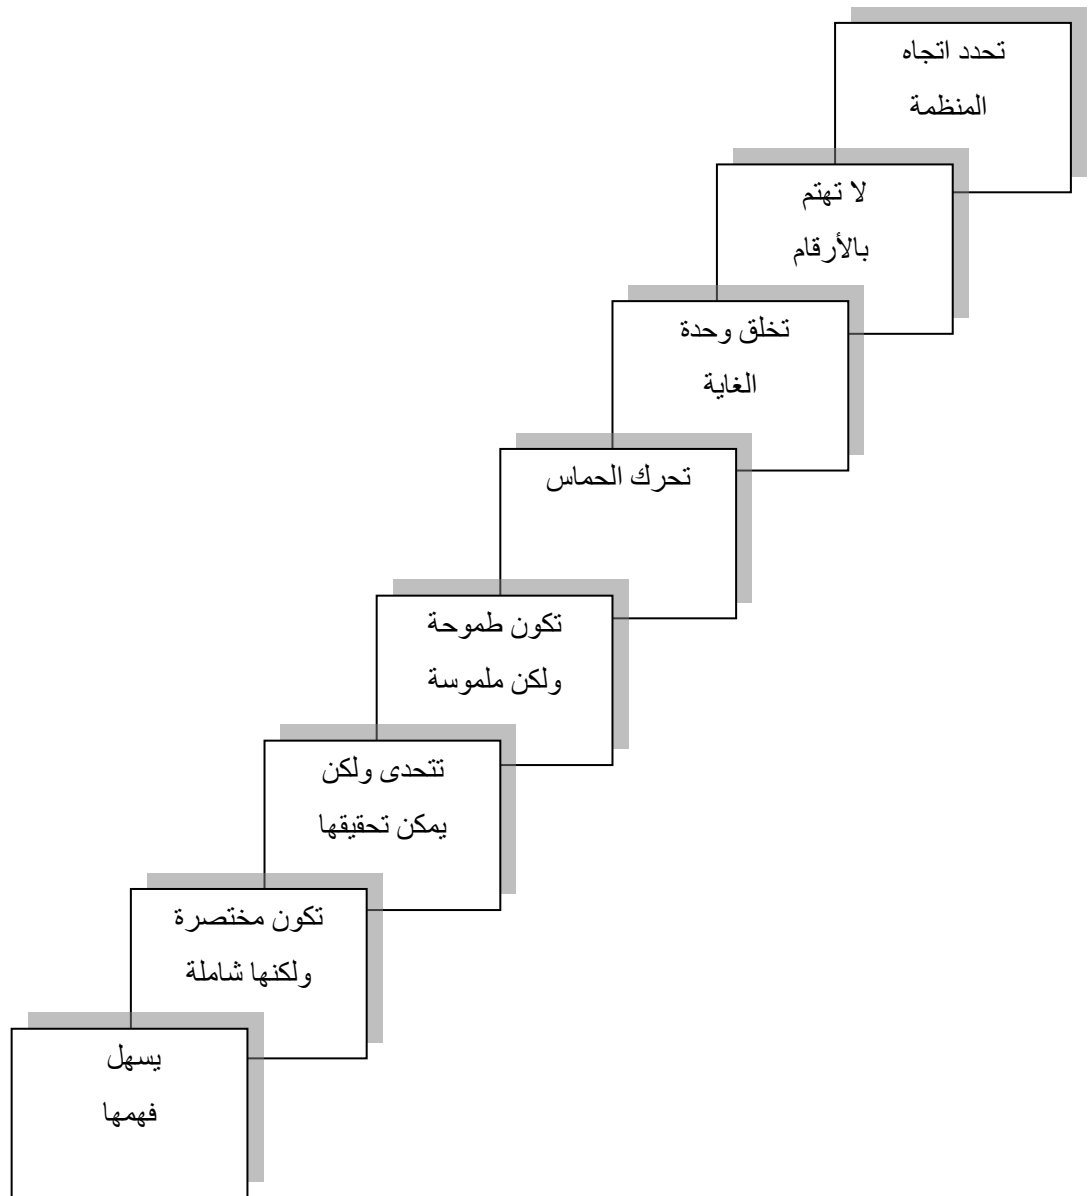 تحدد اتجاه
المنظمة
لا تهتم
بالأرقام
تخلق وحدة
الغاية
تحرك الحماس
تكون طموحة
ولكن ملموسة
تتحدى ولكن
يمكن تحقيقها
تكون مختصرة
ولكنها شاملة
يسهل
فهمها